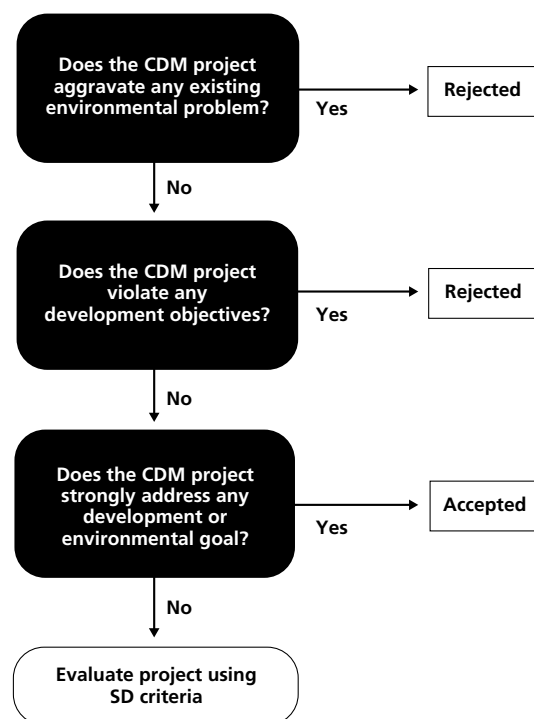 Does the CDM project
aggravate any existing
environmental problem?
Yes
Rejected
No
Does the CDM project
violate any
development objectives?
Yes
Rejected
No
Does the CDM project
strongly address any
development or
environmental goal?
Yes
Accepted
No
Evaluate project using
SD criteria